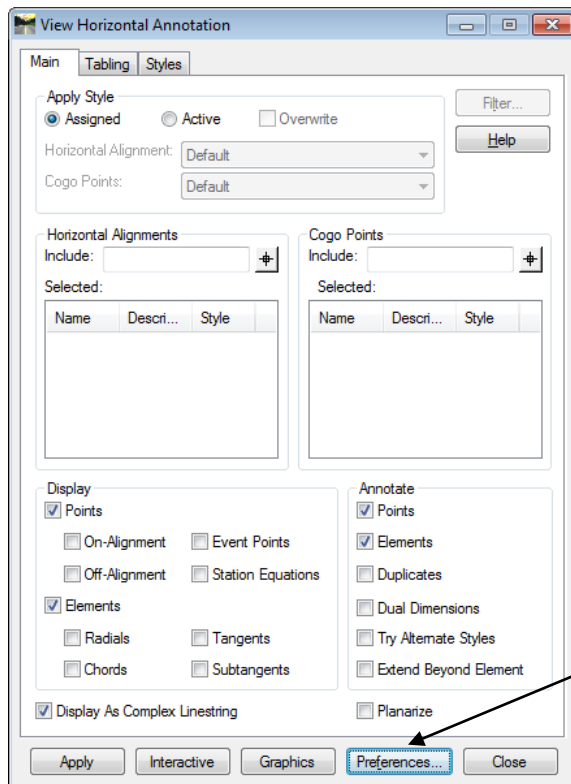 View Horizontal Annotation
Main Tabling Styles
Apply Style
Assigned Active Overwrite
Filter...
Horizontal Alignment: Default
Help
Cogo Points: Default
Horizontal Alignments
Include:
Selected:
Name Descri... Style
Cogo Points
Include:
Selected:
Name Descri... Style
Display
Points
On-Alignment Event Points
Off-Alignment Station Equations
Elements
Radials Tangents
Chords Subtangents
Annotate
Points
Elements
Duplicates
Dual Dimensions
Try Alternate Styles
Extend Beyond Element
Display As Complex Linestring Planarize
Apply Interactive Graphics Preferences... Close